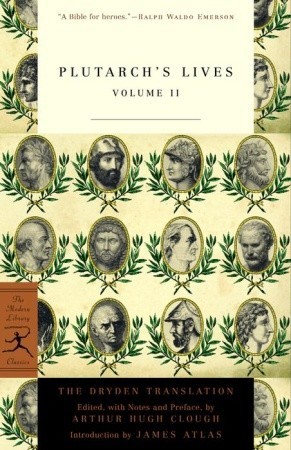 "A Bible for heroes."—RALPH WALDO EMERSON
PLUTARCH'S LIVES
VOLUME II
The Modern Library
Classics
THE DRYDEN TRANSLATION
Edited, with Notes and Preface, by
ARTHUR HUGH CLOUGH
Introduction by JAMES ATLAS